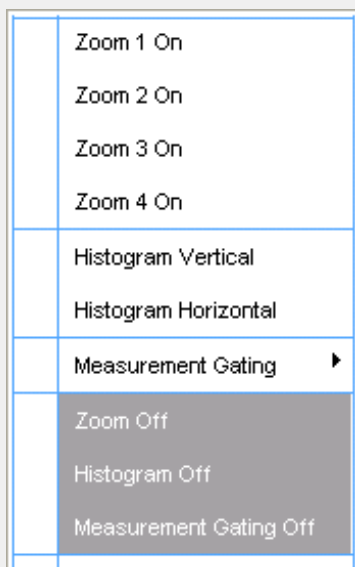 Zoom 1 On
Zoom 2 On
Zoom 3 On
Zoom 4 On
Histogram Vertical
Histogram Horizontal
Measurement Gating
Zoom Off
Histogram Off
Measurement Gating Off